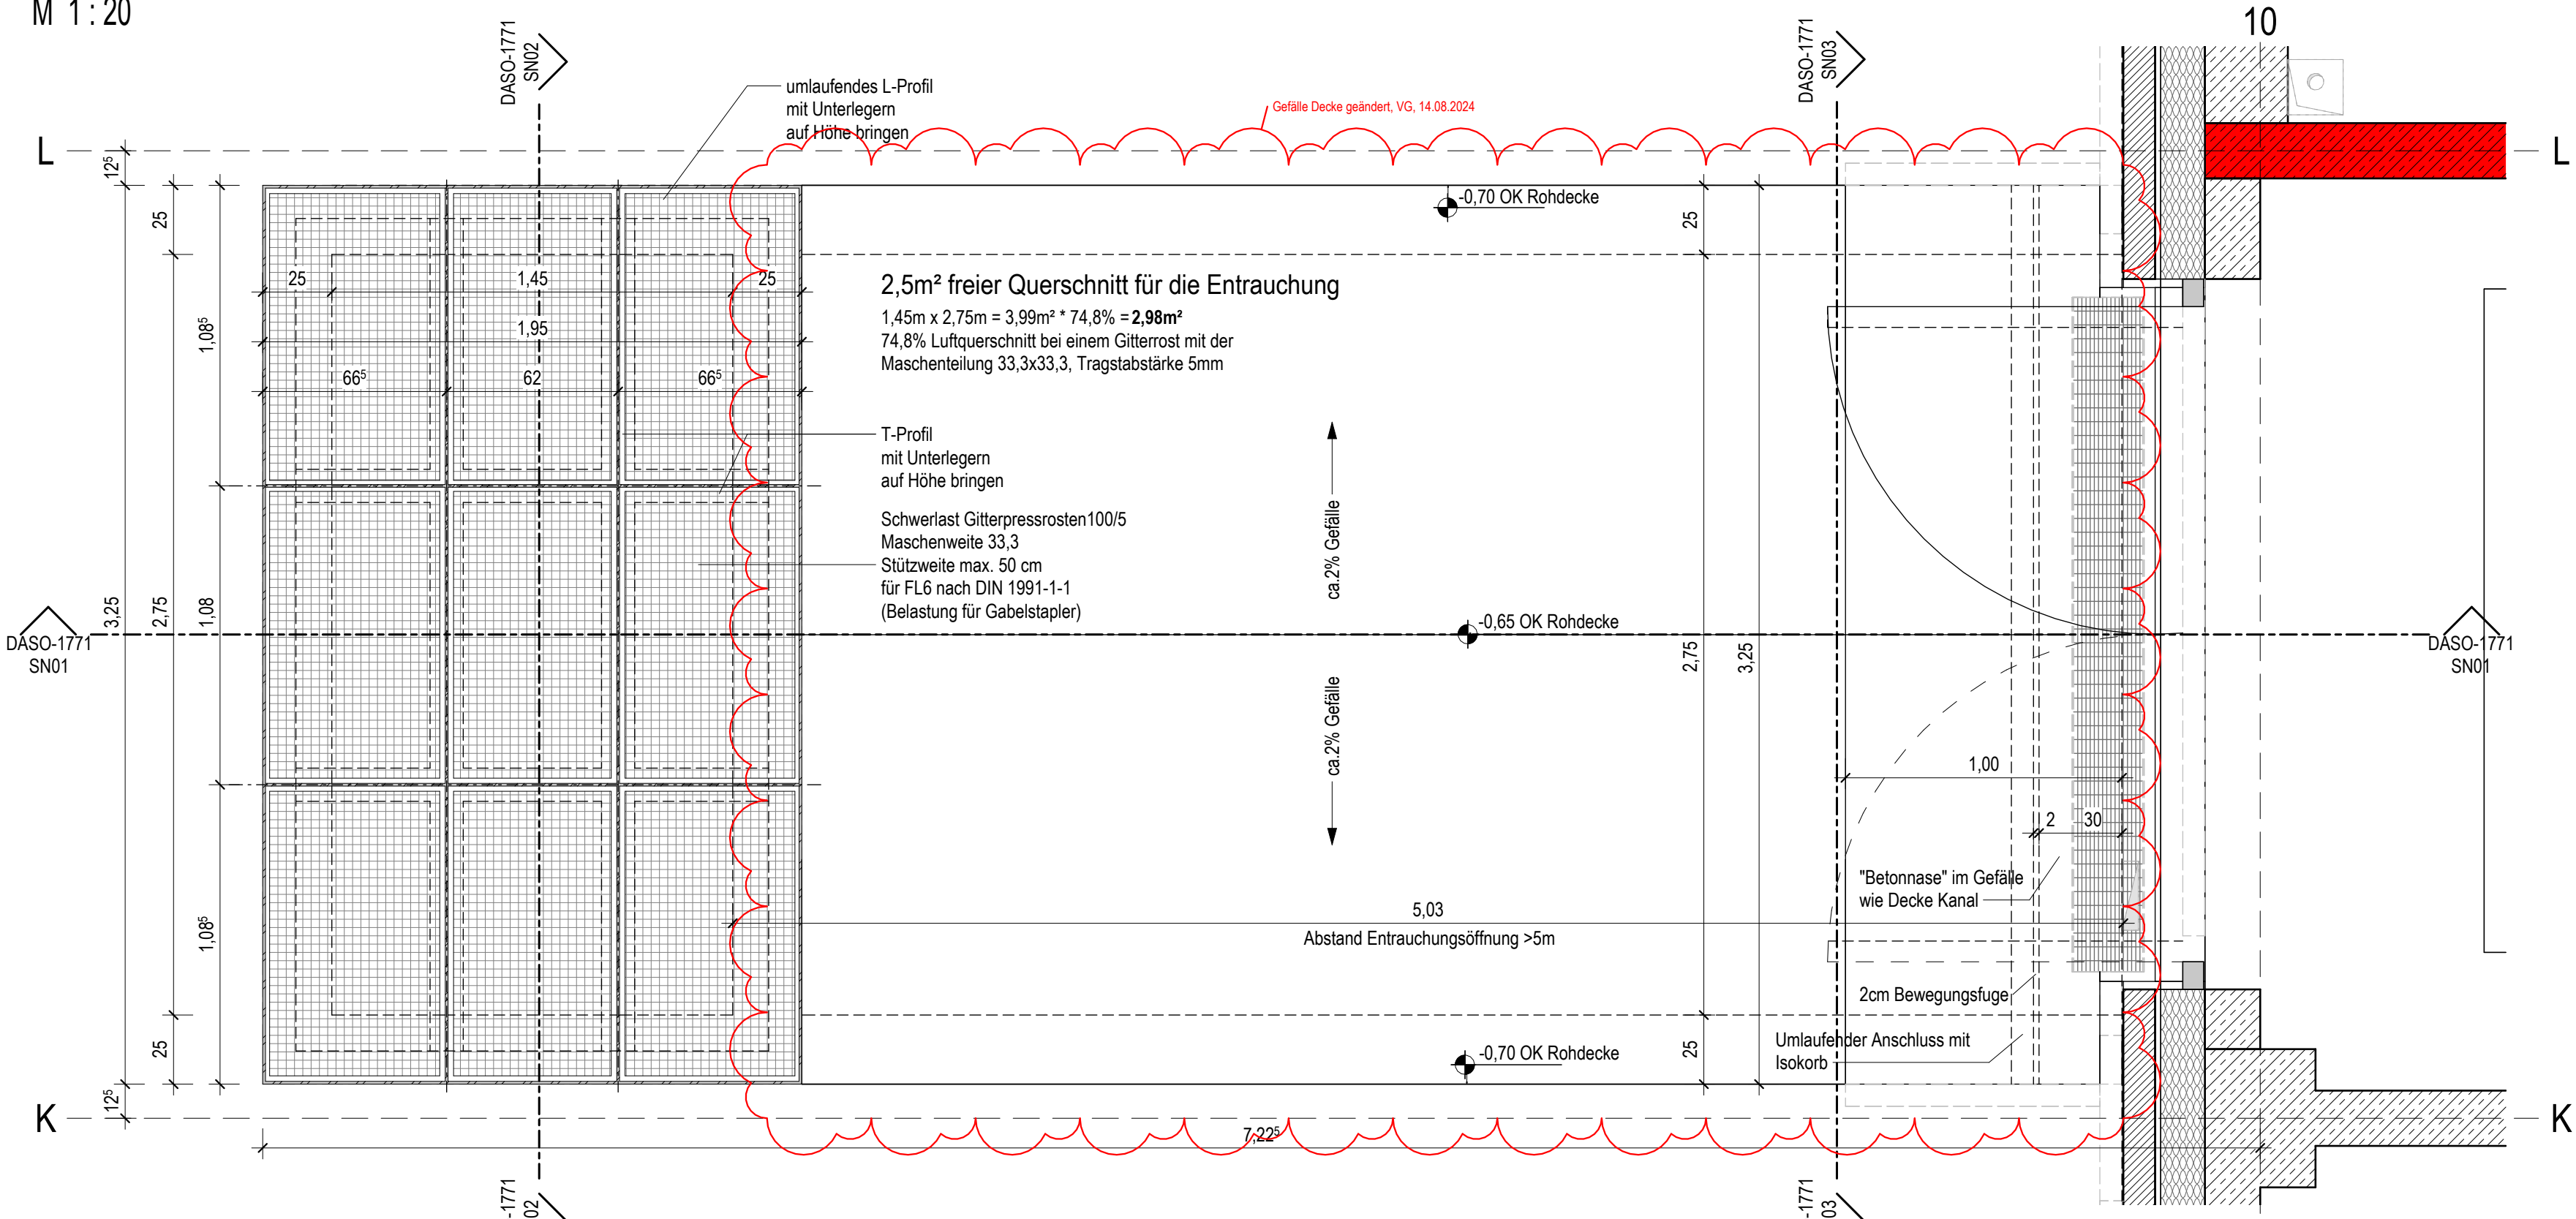 M 1 : 20
10
DASO-1771
SN02
DASO-1771
SN03
umlaufendes L-Profil
mit Unterlegern
auf Höhe bringen
Gefälle Decke geändert, VG, 14.08.2024
L
L
12⁵
25
25
-0,70 OK Rohdecke
25
1,45
25
2,5m² freier Querschnitt für die Entrauchung
1,45m x 2,75m = 3,99m² * 74,8% = 2,98m²
74,8% Luftquerschnitt bei einem Gitterrost mit der
Maschenteilung 33,3x33,3, Tragstabstärke 5mm
1,95
1,08⁵
66⁵
62
66⁵
T-Profil
mit Unterlegern
auf Höhe bringen
Schwerlast Gitterpressrosten100/5
Maschenweite 33,3
Stützweite max. 50 cm
für FL6 nach DIN 1991-1-1
(Belastung für Gabelstapler)
ca.2% Gefälle
3,25
2,75
1,08
-0,65 OK Rohdecke
DASO-1771
SN01
DASO-1771
SN01
2,75
3,25
ca.2% Gefälle
1,00
2
30
"Betonnase" im Gefälle
wie Decke Kanal
1,08⁵
5,03
Abstand Entrauchungsöffnung >5m
2cm Bewegungsfuge
Umlaufender Anschluss mit
Isokorb
25
25
-0,70 OK Rohdecke
12⁵
K
K
7,22⁵
-1771
02
-1771
03